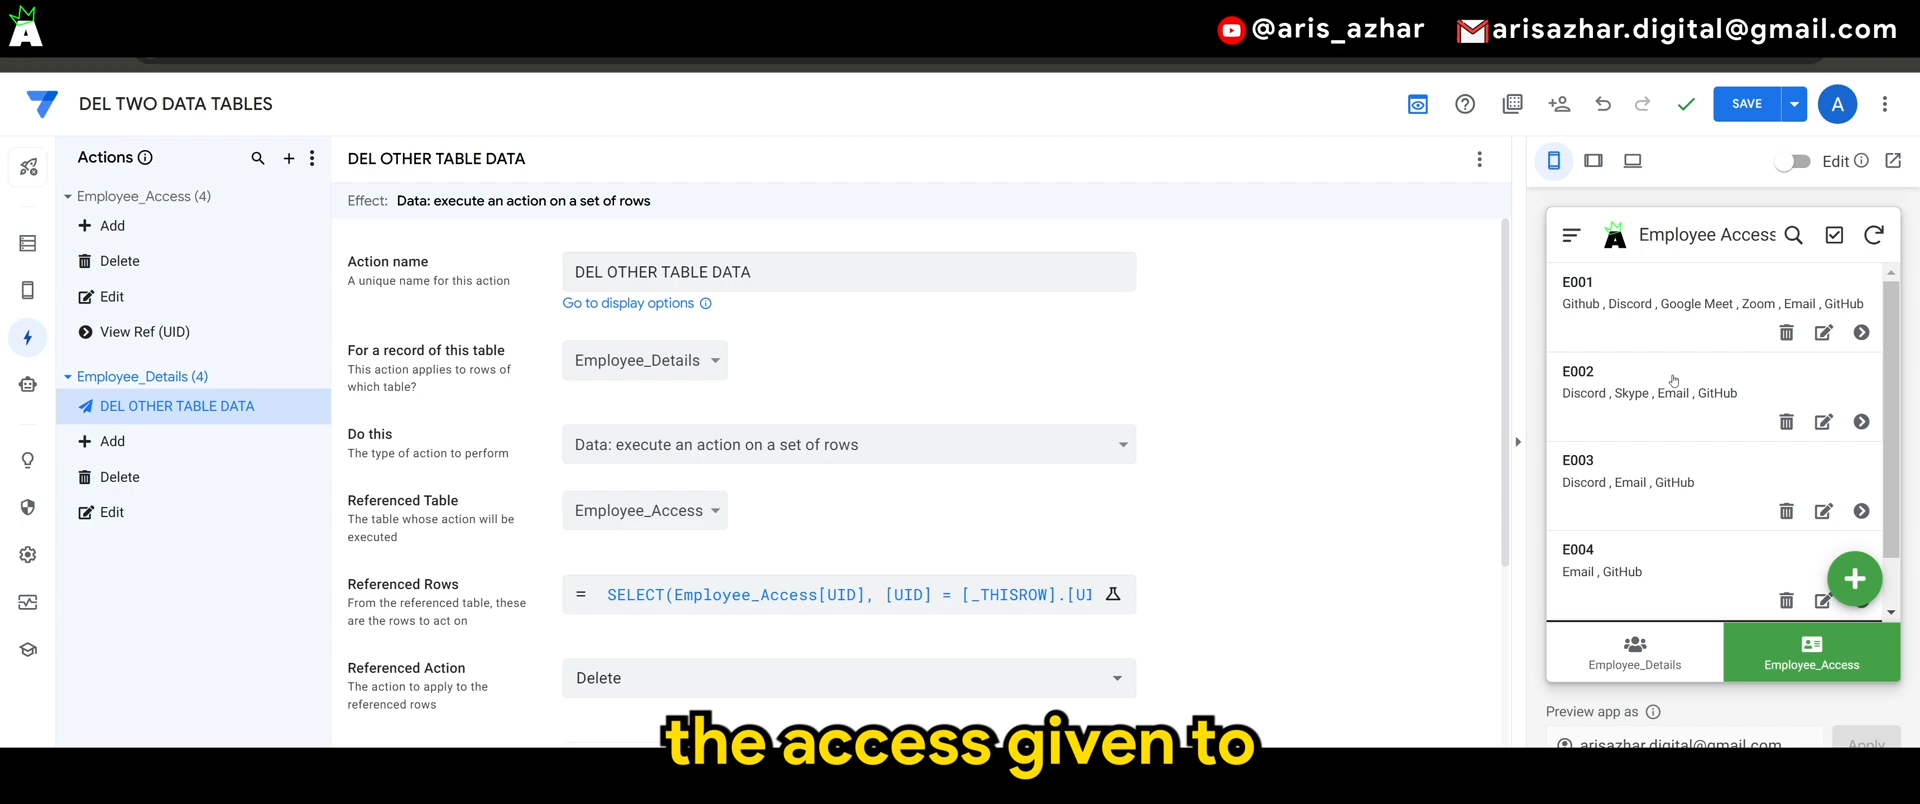 @aris_azhar arisazhar.digital@gmail.com
DEL TWO DATA TABLES
SAVE
A
Actions
Employee_Access (4)
Add
Delete
Edit
View Ref (UID)
Employee_Details (4)
DEL OTHER TABLE DATA
Add
Delete
Edit
DEL OTHER TABLE DATA
Effect: Data: execute an action on a set of rows
Action name
A unique name for this action
DEL OTHER TABLE DATA
Go to display options
For a record of this table
This action applies to rows of
which table?
Employee_Details
Do this
The type of action to perform
Data: execute an action on a set of rows
Referenced Table
The table whose action will be
executed
Employee_Access
Referenced Rows
From the referenced table, these
are the rows to act on
= SELECT(Employee_Access[UID], [UID] = [_THISROW].[UI
Referenced Action
The action to apply to the
referenced rows
Delete
Edit
Employee Access
E001
Github , Discord , Google Meet , Zoom , Email , GitHub
E002
Discord , Skype , Email , GitHub
E003
Discord , Email , GitHub
E004
Email , GitHub
Employee_Details
Employee_Access
Preview app as
arisazhar.digital@gmail.com
Apply
the access given to